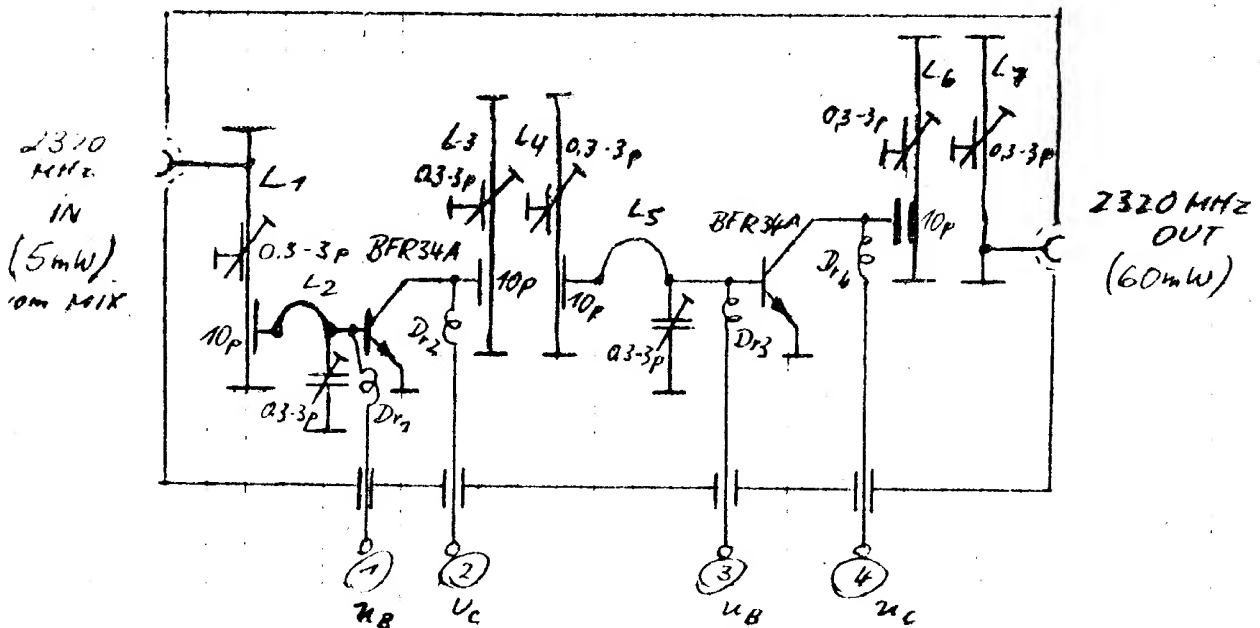 2320
MHz
IN
(5mW)
vom MIX
L1
0.3-3p
L2
10p
0.3-3p
Dr1
BFR34A
Dr2
L3
0.3-3p
10p
L4
0.3-3p
10p
L5
0.3-3p
BFR34A
Dr3
Dr4
L6
0,3-3p
10p
L7
0.3-3p
2320 MHz
OUT
(60mW)
1
2
3
4
UB
UC
UB
UC